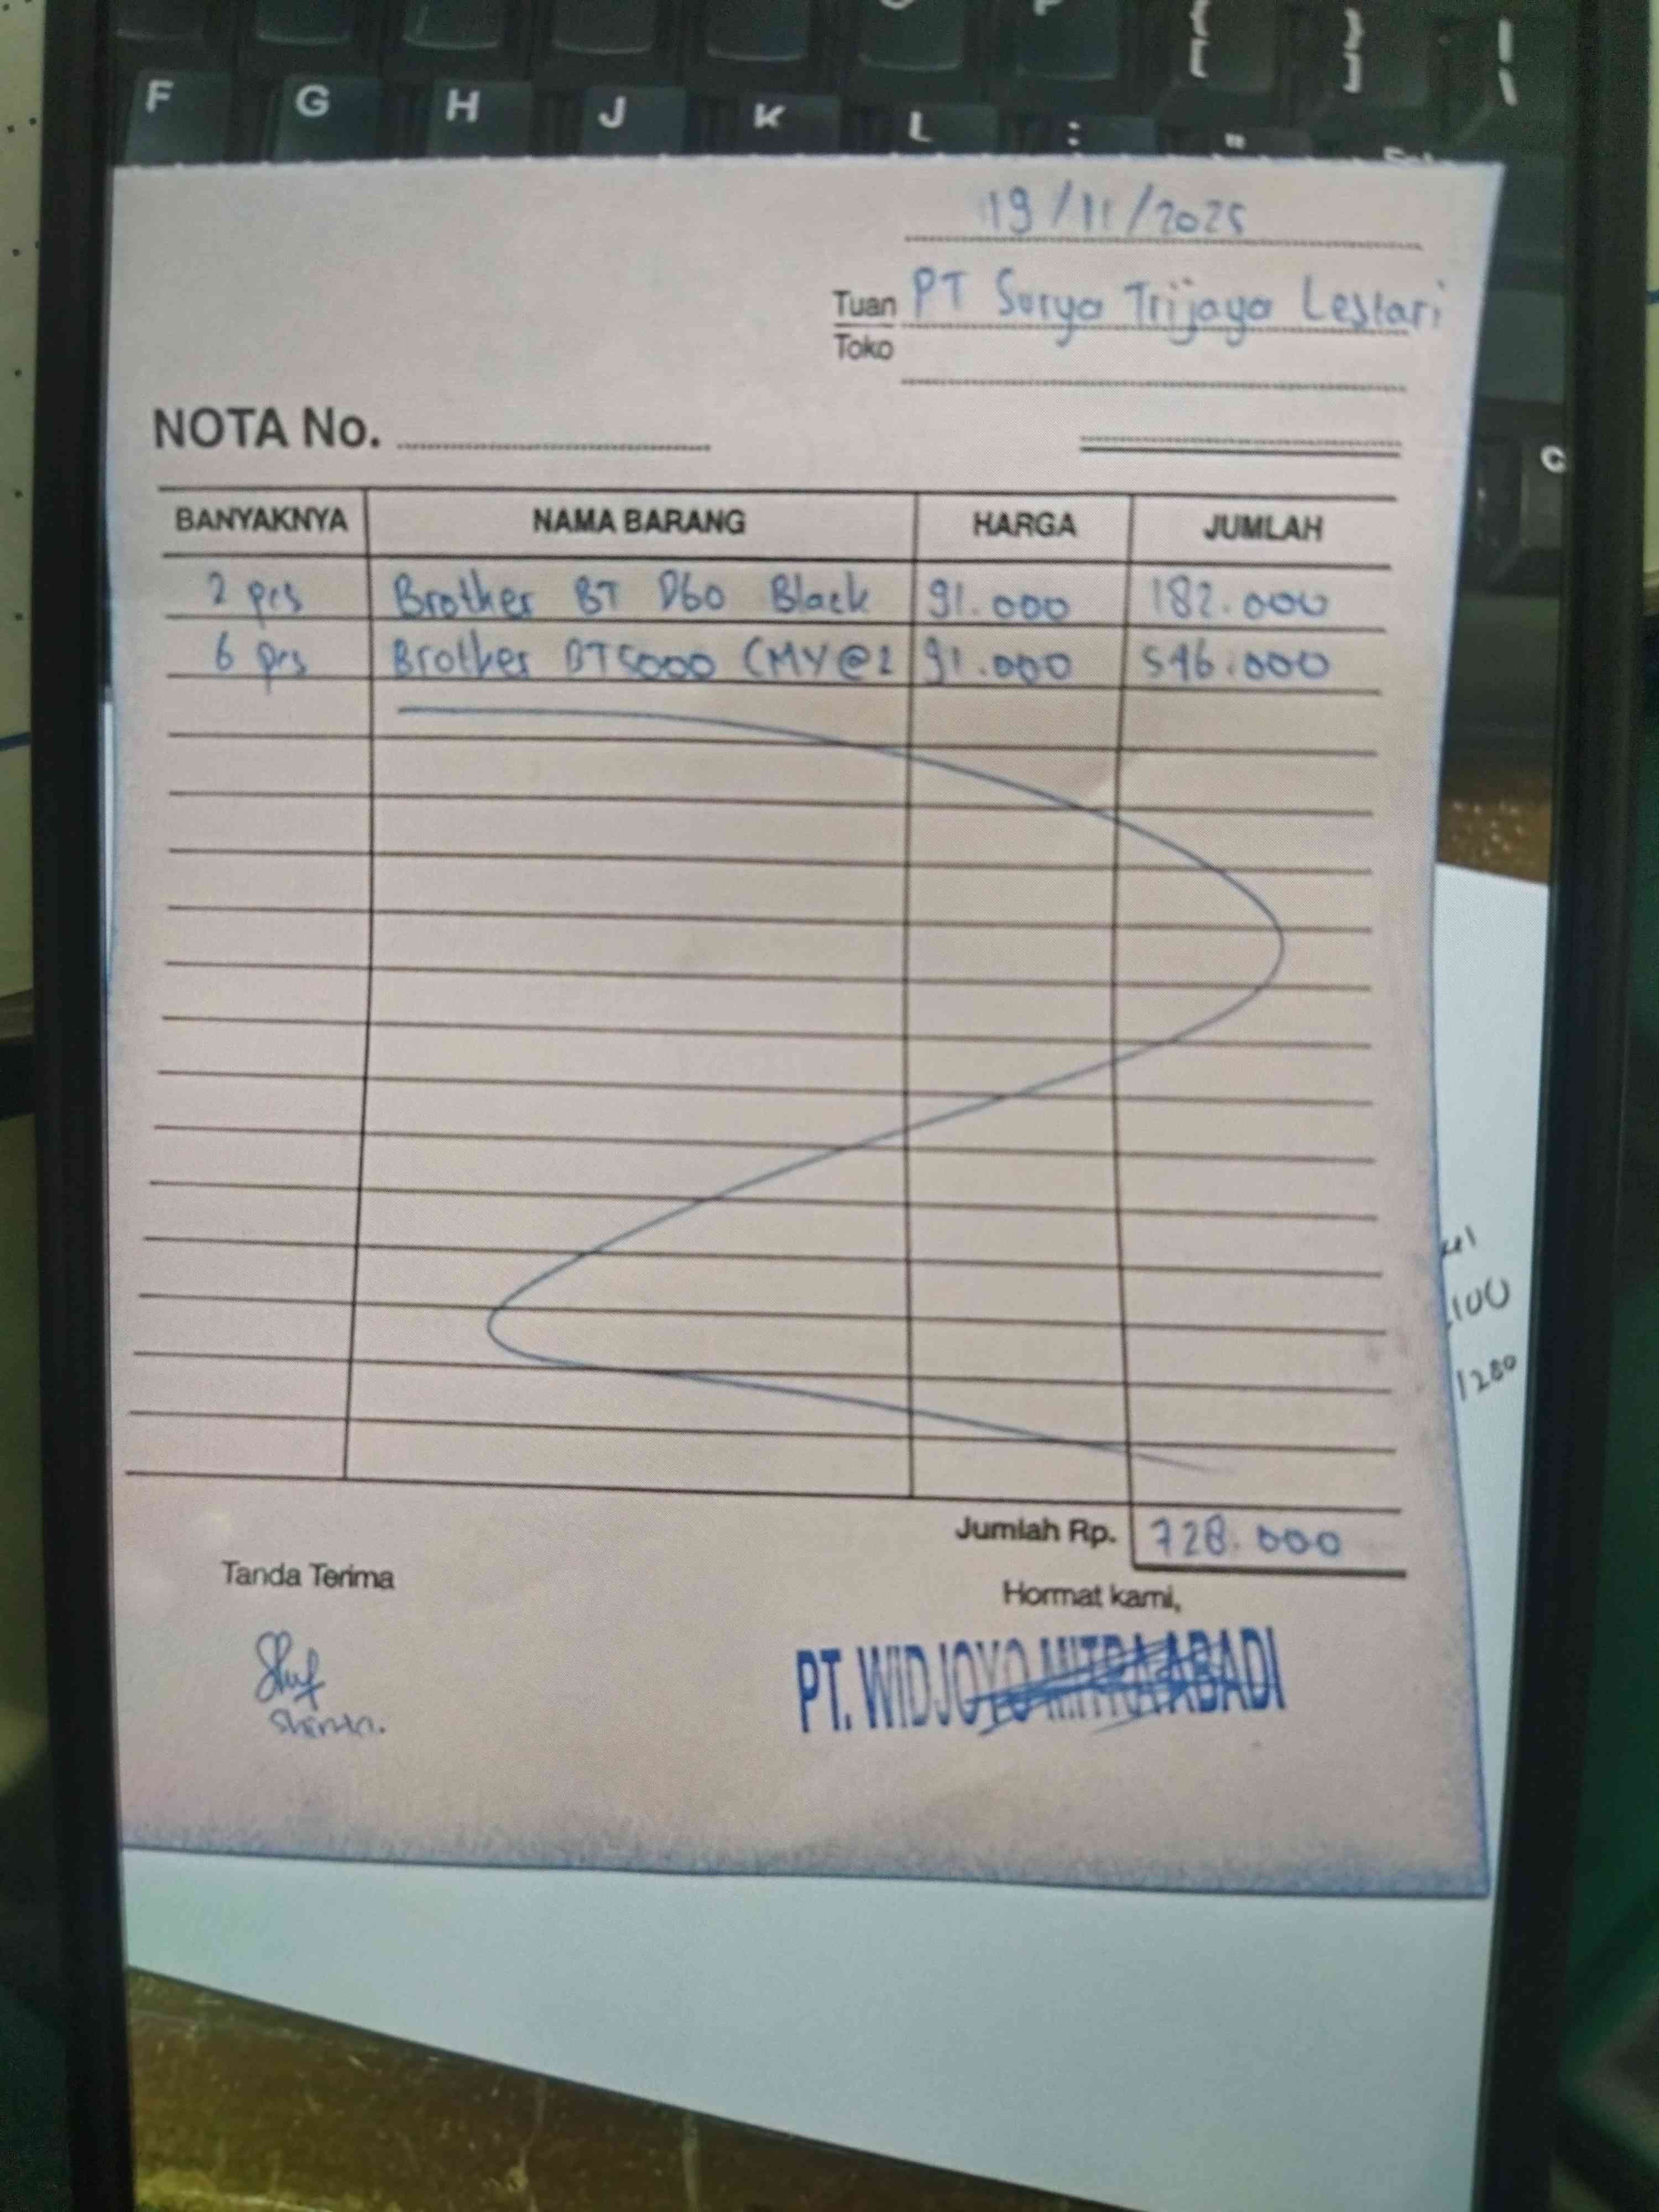 F G H J K L : "
19/11/2025
Tuan PT Surya Trijaya Lestari
Toko
NOTA No.
BANYAKNYA NAMA BARANG HARGA JUMLAH
2 pcs Brother BT D60 Black 91.000 182.000
6 pcs Brother BT5000 CMY@2 91.000 546.000
Jumlah Rp. 728.000
Tanda Terima
Hormat kami,
PT. WIDJOYO MITRA ABADI
100
1280